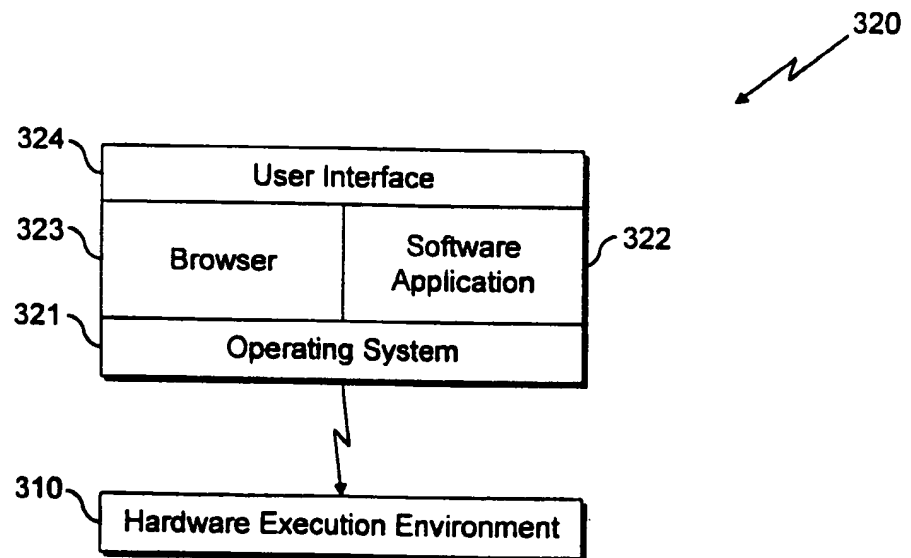 320
324
User Interface
323
Browser
Software
Application
322
321
Operating System
310
Hardware Execution Environment